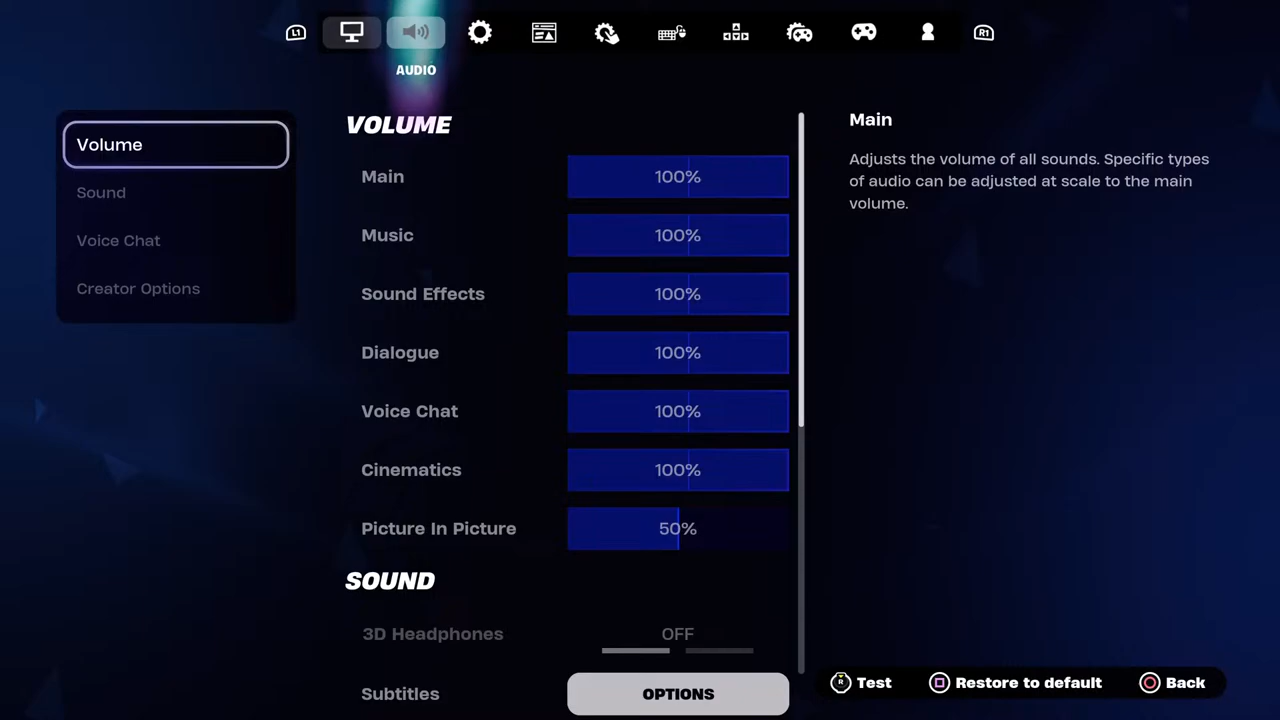 L1
R1
AUDIO
Volume
Sound
Voice Chat
Creator Options
VOLUME
Main 100%
Music 100%
Sound Effects 100%
Dialogue 100%
Voice Chat 100%
Cinematics 100%
Picture In Picture 50%
SOUND
3D Headphones OFF
Subtitles OPTIONS
Main
Adjusts the volume of all sounds. Specific types
of audio can be adjusted at scale to the main
volume.
R Test
Restore to default
Back